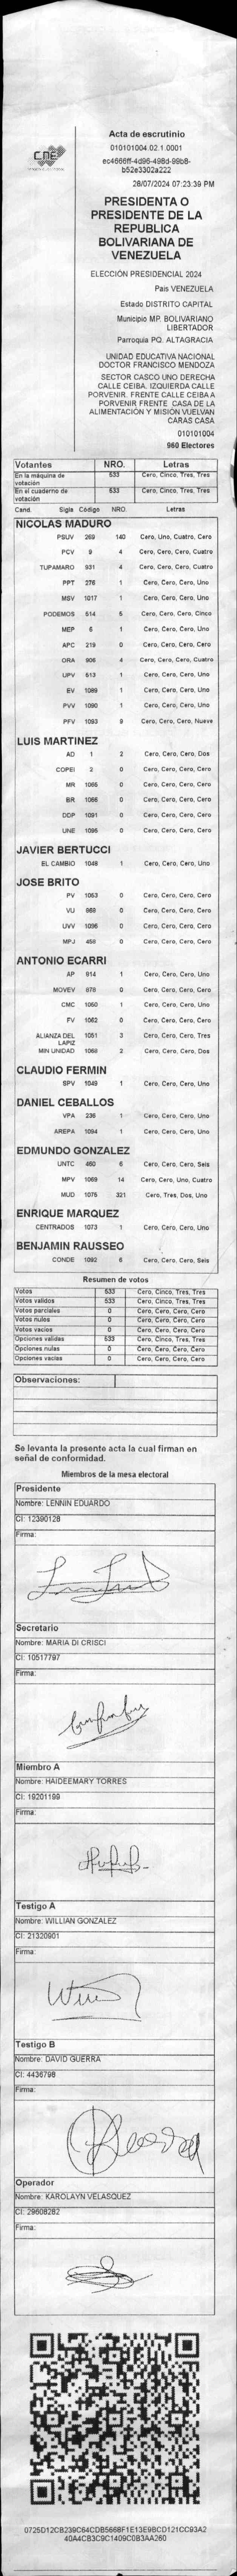 CNE
Acta de escrutinio
010101004.02.1.0001
ec4666ff-4d96-498d-99b8-
b52e3302a222
28/07/2024 07:23:39 PM
PRESIDENTA O
PRESIDENTE DE LA
REPUBLICA
BOLIVARIANA DE
VENEZUELA
ELECCIÓN PRESIDENCIAL 2024
Pais VENEZUELA
Estado DISTRITO CAPITAL
Municipio MP. BOLIVARIANO
LIBERTADOR
Parroquia PQ. ALTAGRACIA
UNIDAD EDUCATIVA NACIONAL
DOCTOR FRANCISCO MENDOZA
SECTOR CASCO UNO DERECHA
CALLE CEIBA. IZQUIERDA CALLE
PORVENIR. FRENTE CALLE CEIBA A
PORVENIR FRENTE CASA DE LA
ALIMENTACIÓN Y MISIÓN VUELVAN
CARAS CASA
010101004
960 Electores
Votantes NRO. Letras
En la máquina de votación 533 Cero, Cinco, Tres, Tres
En el cuaderno de votación 533 Cero, Cinco, Tres, Tres
Cand. Sigla Código NRO. Letras
NICOLAS MADURO
PSUV 269 140 Cero, Uno, Cuatro, Cero
PCV 9 4 Cero, Cero, Cero, Cuatro
TUPAMARO 931 4 Cero, Cero, Cero, Cuatro
PPT 276 1 Cero, Cero, Cero, Uno
MSV 1017 1 Cero, Cero, Cero, Uno
PODEMOS 514 5 Cero, Cero, Cero, Cinco
MEP 6 1 Cero, Cero, Cero, Uno
APC 219 0 Cero, Cero, Cero, Cero
ORA 906 4 Cero, Cero, Cero, Cuatro
UPV 513 1 Cero, Cero, Cero, Uno
EV 1089 1 Cero, Cero, Cero, Uno
PVV 1090 1 Cero, Cero, Cero, Uno
PFV 1093 9 Cero, Cero, Cero, Nueve
LUIS MARTINEZ
AD 1 2 Cero, Cero, Cero, Dos
COPEI 2 0 Cero, Cero, Cero, Cero
MR 1065 0 Cero, Cero, Cero, Cero
BR 1066 0 Cero, Cero, Cero, Cero
DDP 1091 0 Cero, Cero, Cero, Cero
UNE 1095 0 Cero, Cero, Cero, Cero
JAVIER BERTUCCI
EL CAMBIO 1048 1 Cero, Cero, Cero, Uno
JOSE BRITO
PV 1053 0 Cero, Cero, Cero, Cero
VU 868 0 Cero, Cero, Cero, Cero
UVV 1096 0 Cero, Cero, Cero, Cero
MPJ 458 0 Cero, Cero, Cero, Cero
ANTONIO ECARRI
AP 914 1 Cero, Cero, Cero, Uno
MOVEV 878 0 Cero, Cero, Cero, Cero
CMC 1050 1 Cero, Cero, Cero, Uno
FV 1062 0 Cero, Cero, Cero, Cero
ALIANZA DEL LAPIZ 1051 3 Cero, Cero, Cero, Tres
MIN UNIDAD 1068 2 Cero, Cero, Cero, Dos
CLAUDIO FERMIN
SPV 1049 1 Cero, Cero, Cero, Uno
DANIEL CEBALLOS
VPA 236 1 Cero, Cero, Cero, Uno
AREPA 1094 1 Cero, Cero, Cero, Uno
EDMUNDO GONZALEZ
UNTC 460 6 Cero, Cero, Cero, Seis
MPV 1069 14 Cero, Cero, Uno, Cuatro
MUD 1075 321 Cero, Tres, Dos, Uno
ENRIQUE MARQUEZ
CENTRADOS 1073 1 Cero, Cero, Cero, Uno
BENJAMIN RAUSSEO
CONDE 1092 6 Cero, Cero, Cero, Seis
Resumen de votos
Votos 533 Cero, Cinco, Tres, Tres
Votos validos 533 Cero, Cinco, Tres, Tres
Votos parciales 0 Cero, Cero, Cero, Cero
Votos nulos 0 Cero, Cero, Cero, Cero
Votos vacios 0 Cero, Cero, Cero, Cero
Opciones validas 533 Cero, Cinco, Tres, Tres
Opciones nulas 0 Cero, Cero, Cero, Cero
Opciones vacias 0 Cero, Cero, Cero, Cero
Observaciones:
Se levanta la presente acta la cual firman en
señal de conformidad.
Miembros de la mesa electoral
Presidente
Nombre: LENNIN EDUARDO
CI: 12390128
Firma:
Secretario
Nombre: MARIA DI CRISCI
CI: 10517797
Firma:
Miembro A
Nombre: HAIDEEMARY TORRES
CI: 19201199
Firma:
Testigo A
Nombre: WILLIAN GONZALEZ
CI: 21320901
Firma:
Testigo B
Nombre: DAVID GUERRA
CI: 4436798
Firma:
Operador
Nombre: KAROLAYN VELASQUEZ
CI: 29608282
Firma:
0725D12CB239C64CDB5668F1E13E9BCD121CC93A2
40A4CB3C9C1409C0B3AA260